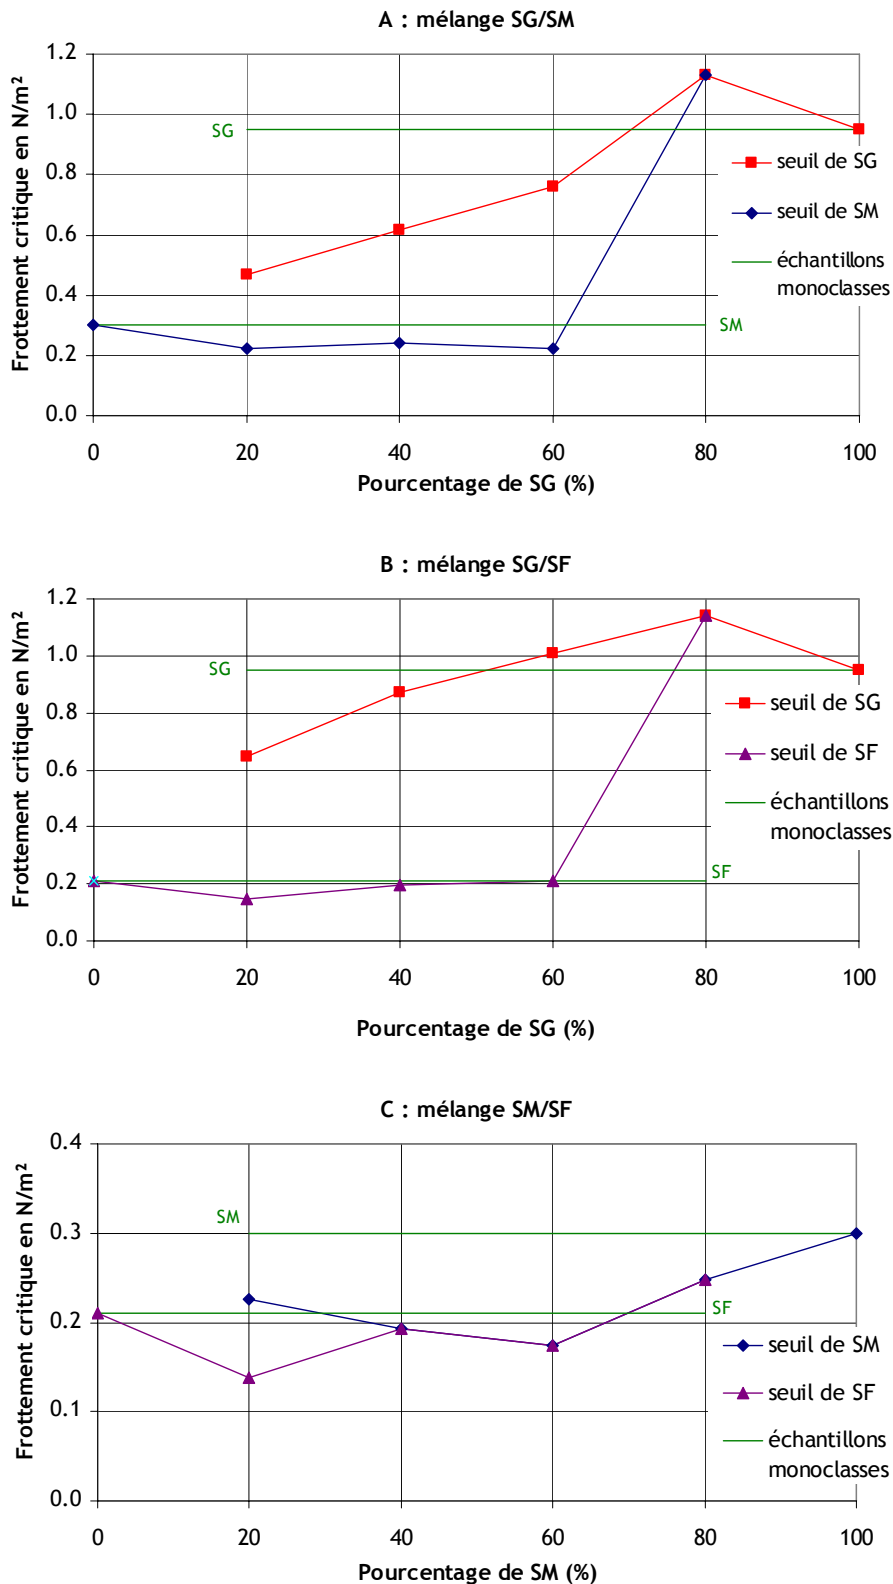 A : mélange SG/SM
Frottement critique en N/m²
1.2
1.0
0.8
0.6
0.4
0.2
0.0
SG
SM
seuil de SG
seuil de SM
échantillons
monoclasses
0 20 40 60 80 100
Pourcentage de SG (%)
B : mélange SG/SF
Frottement critique en N/m²
1.2
1.0
0.8
0.6
0.4
0.2
0.0
SG
SF
seuil de SG
seuil de SF
échantillons
monoclasses
0 20 40 60 80 100
Pourcentage de SG (%)
C : mélange SM/SF
Frottement critique en N/m²
0.4
0.3
0.2
0.1
0.0
SM
SF
seuil de SM
seuil de SF
échantillons
monoclasses
0 20 40 60 80 100
Pourcentage de SM (%)